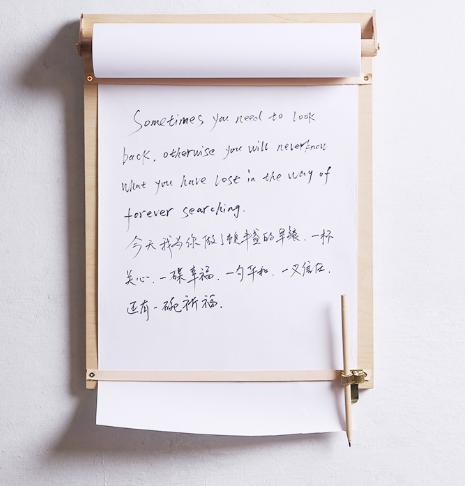 Sometimes you need to look
back, otherwise you will never know
what you have lost in the way of
forever searching.
今天我为你做了顿丰盛的早餐，一杯
关心，一碟幸福，一勺平和，一叉信任，
还有一碗祈福。